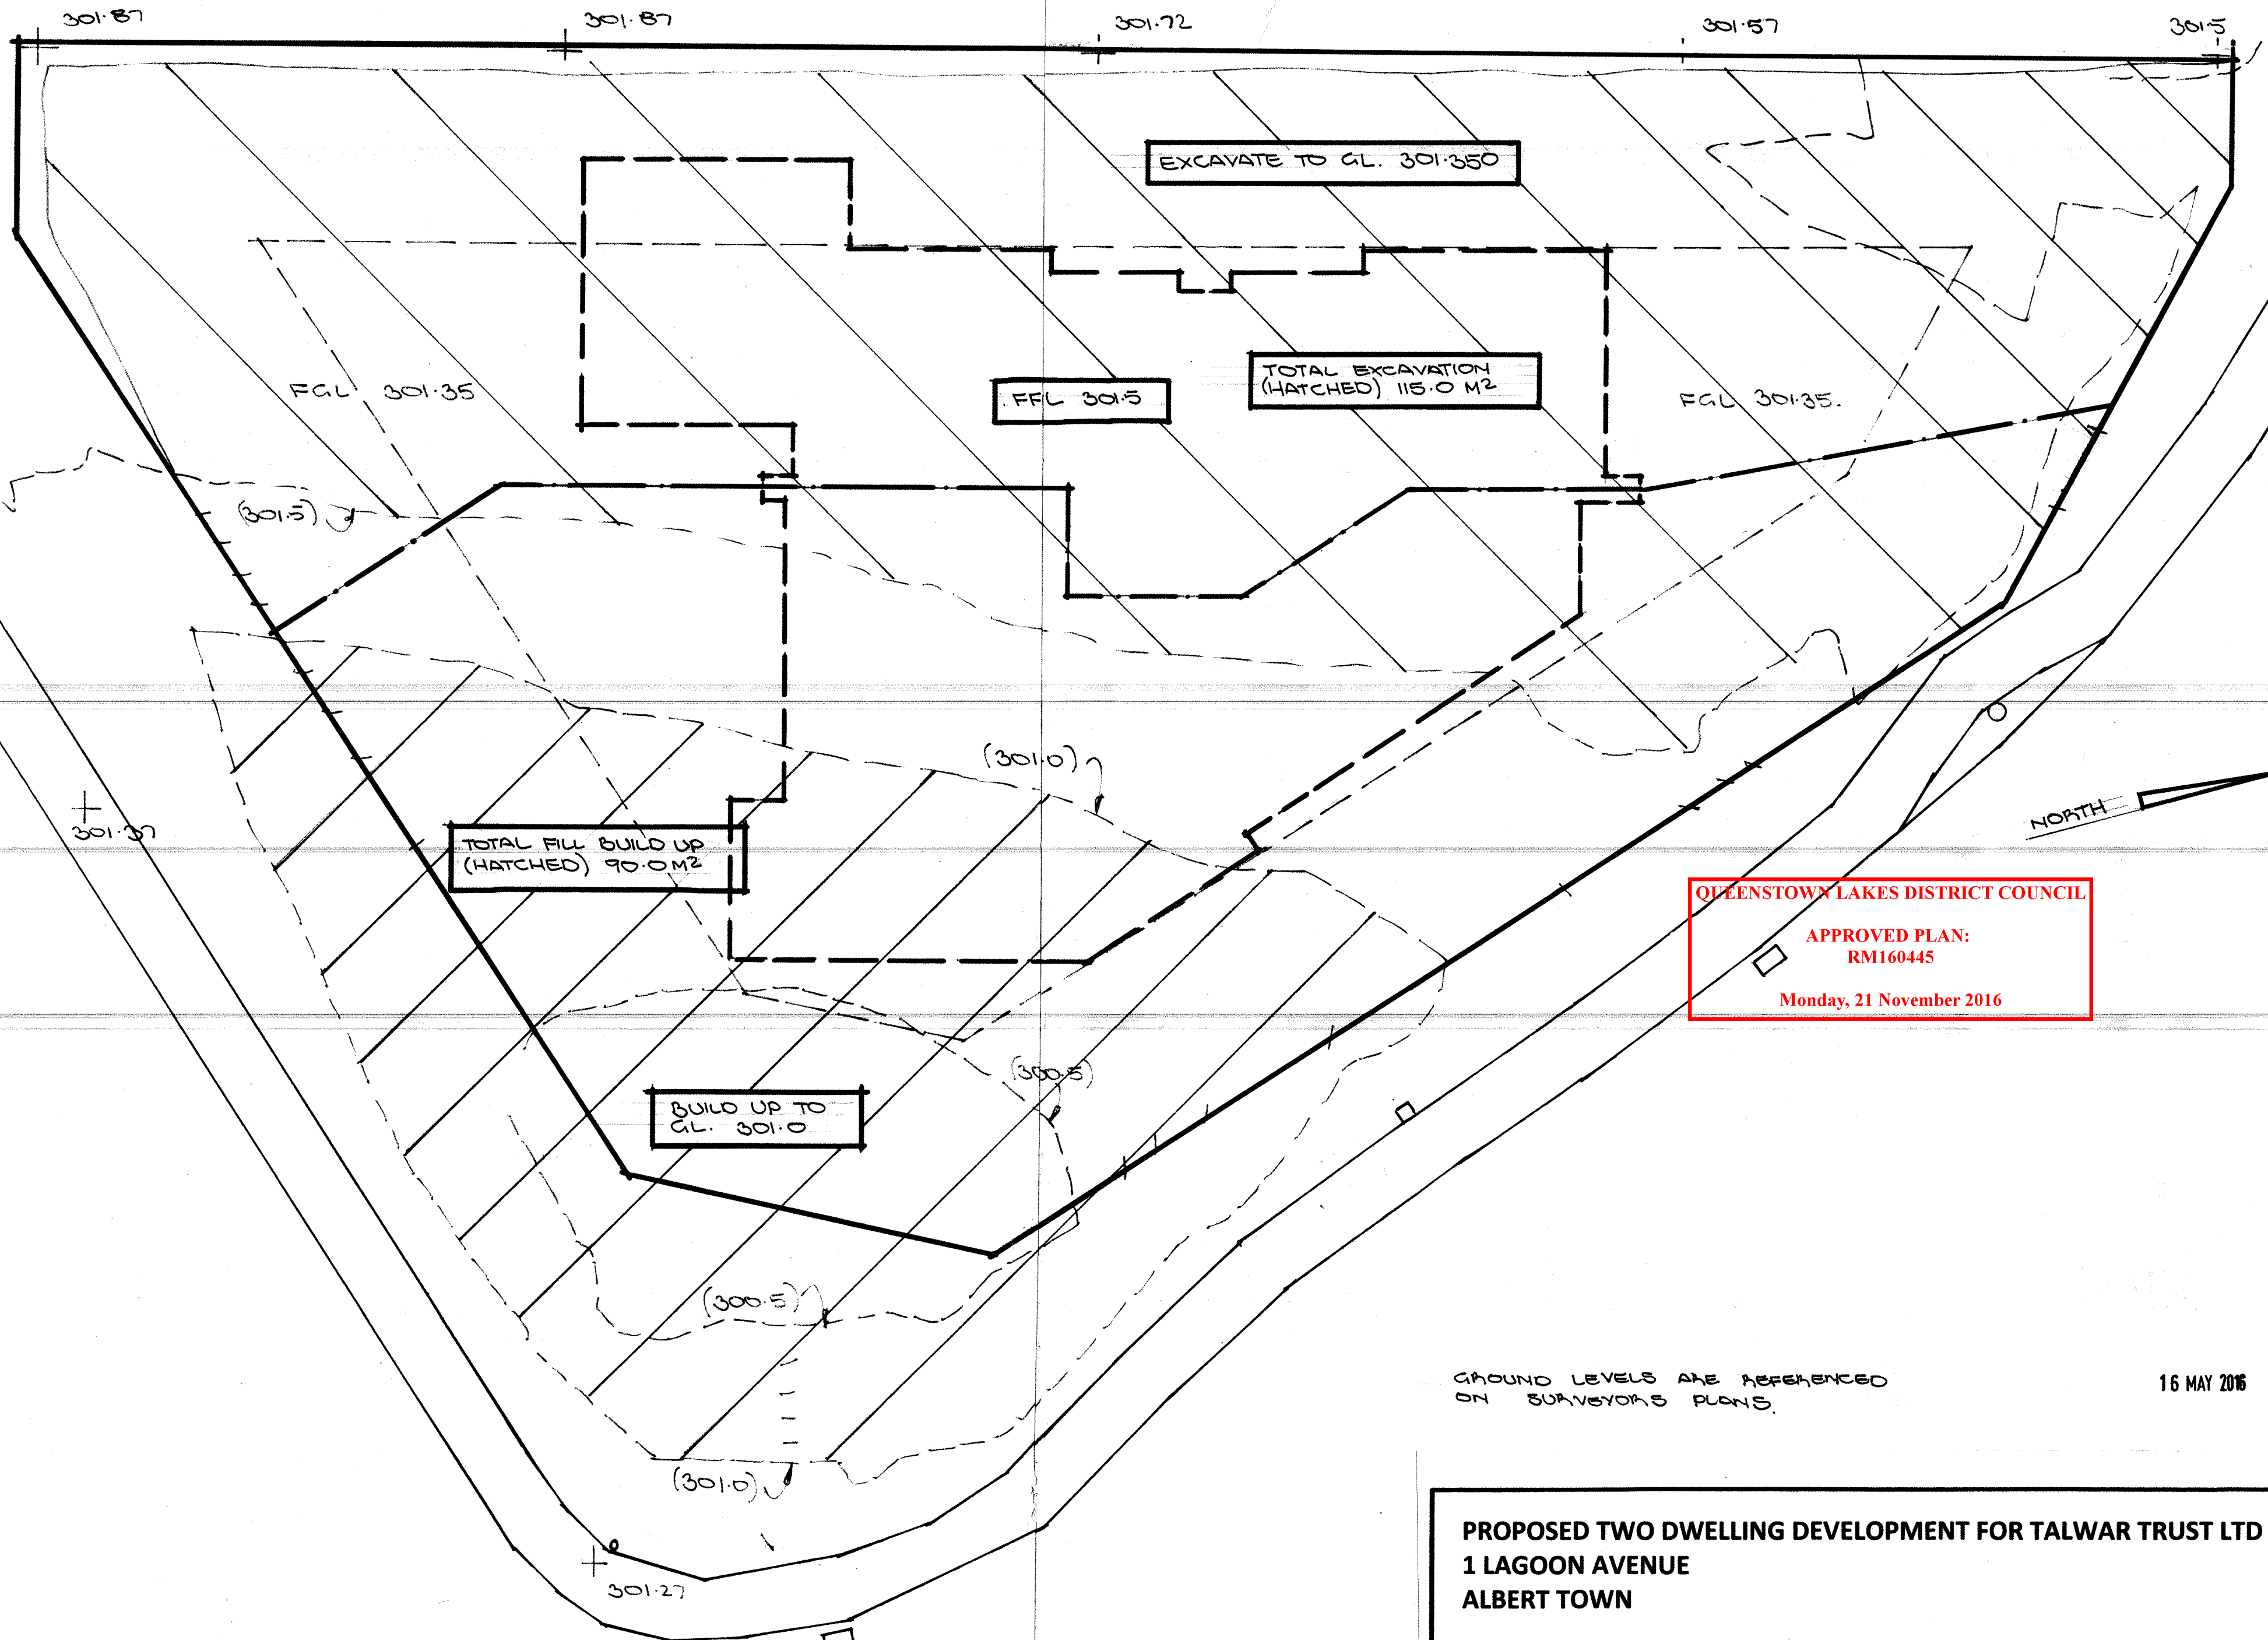 301.87
301.87
301.72
301.57
301.5
EXCAVATE TO GL. 301.350
TOTAL EXCAVATION
(HATCHED) 115.0 M2
FGL 301.35
FFL 301.5
FGL 301.35.
(301.5)
(301.0)
301.37
TOTAL FILL BUILD UP
(HATCHED) 90.0 M2
NORTH
QUEENSTOWN LAKES DISTRICT COUNCIL
APPROVED PLAN:
RM160445
Monday, 21 November 2016
(300.5)
BUILD UP TO
GL. 301.0
(300.5)
GROUND LEVELS ARE REFERENCED
ON SURVEYORS PLANS.
16 MAY 2016
(301.0)
301.27
PROPOSED TWO DWELLING DEVELOPMENT FOR TALWAR TRUST LTD
1 LAGOON AVENUE
ALBERT TOWN